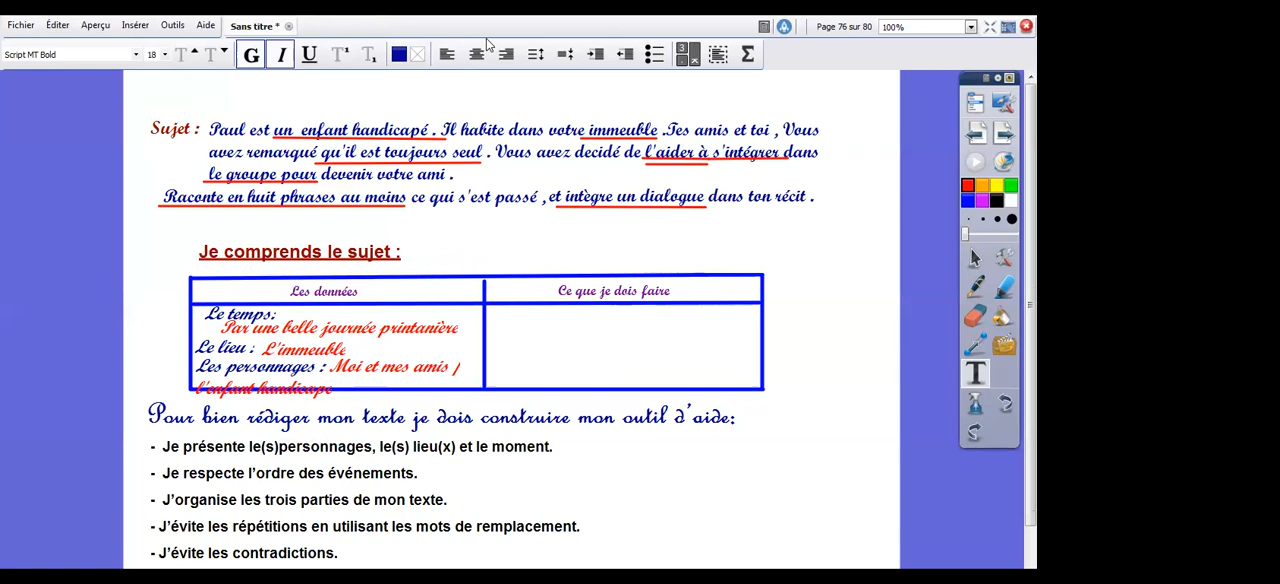 Fichier Éditer Aperçu Insérer Outils Aide Sans titre * Page 76 sur 80 100%
Script MT Bold 18 T T G I U T¹ T₁ 3 Σ
Sujet : Paul est un enfant handicapé . Il habite dans votre immeuble .Tes amis et toi , Vous
avez remarqué qu'il est toujours seul . Vous avez decidé de l'aider à s'intégrer dans
le groupe pour devenir votre ami .
Raconte en huit phrases au moins ce qui s'est passé ,et intègre un dialogue dans ton récit .
Je comprends le sujet :
Les données Ce que je dois faire
Le temps:
Par une belle journée printanière
Le lieu : L'immeuble
Les personnages : Moi et mes amis /
l'enfant handicape
T
Pour bien rédiger mon texte je dois construire mon outil d'aide:
- Je présente le(s)personnages, le(s) lieu(x) et le moment.
- Je respecte l'ordre des événements.
- J'organise les trois parties de mon texte.
- J'évite les répétitions en utilisant les mots de remplacement.
- J'évite les contradictions.